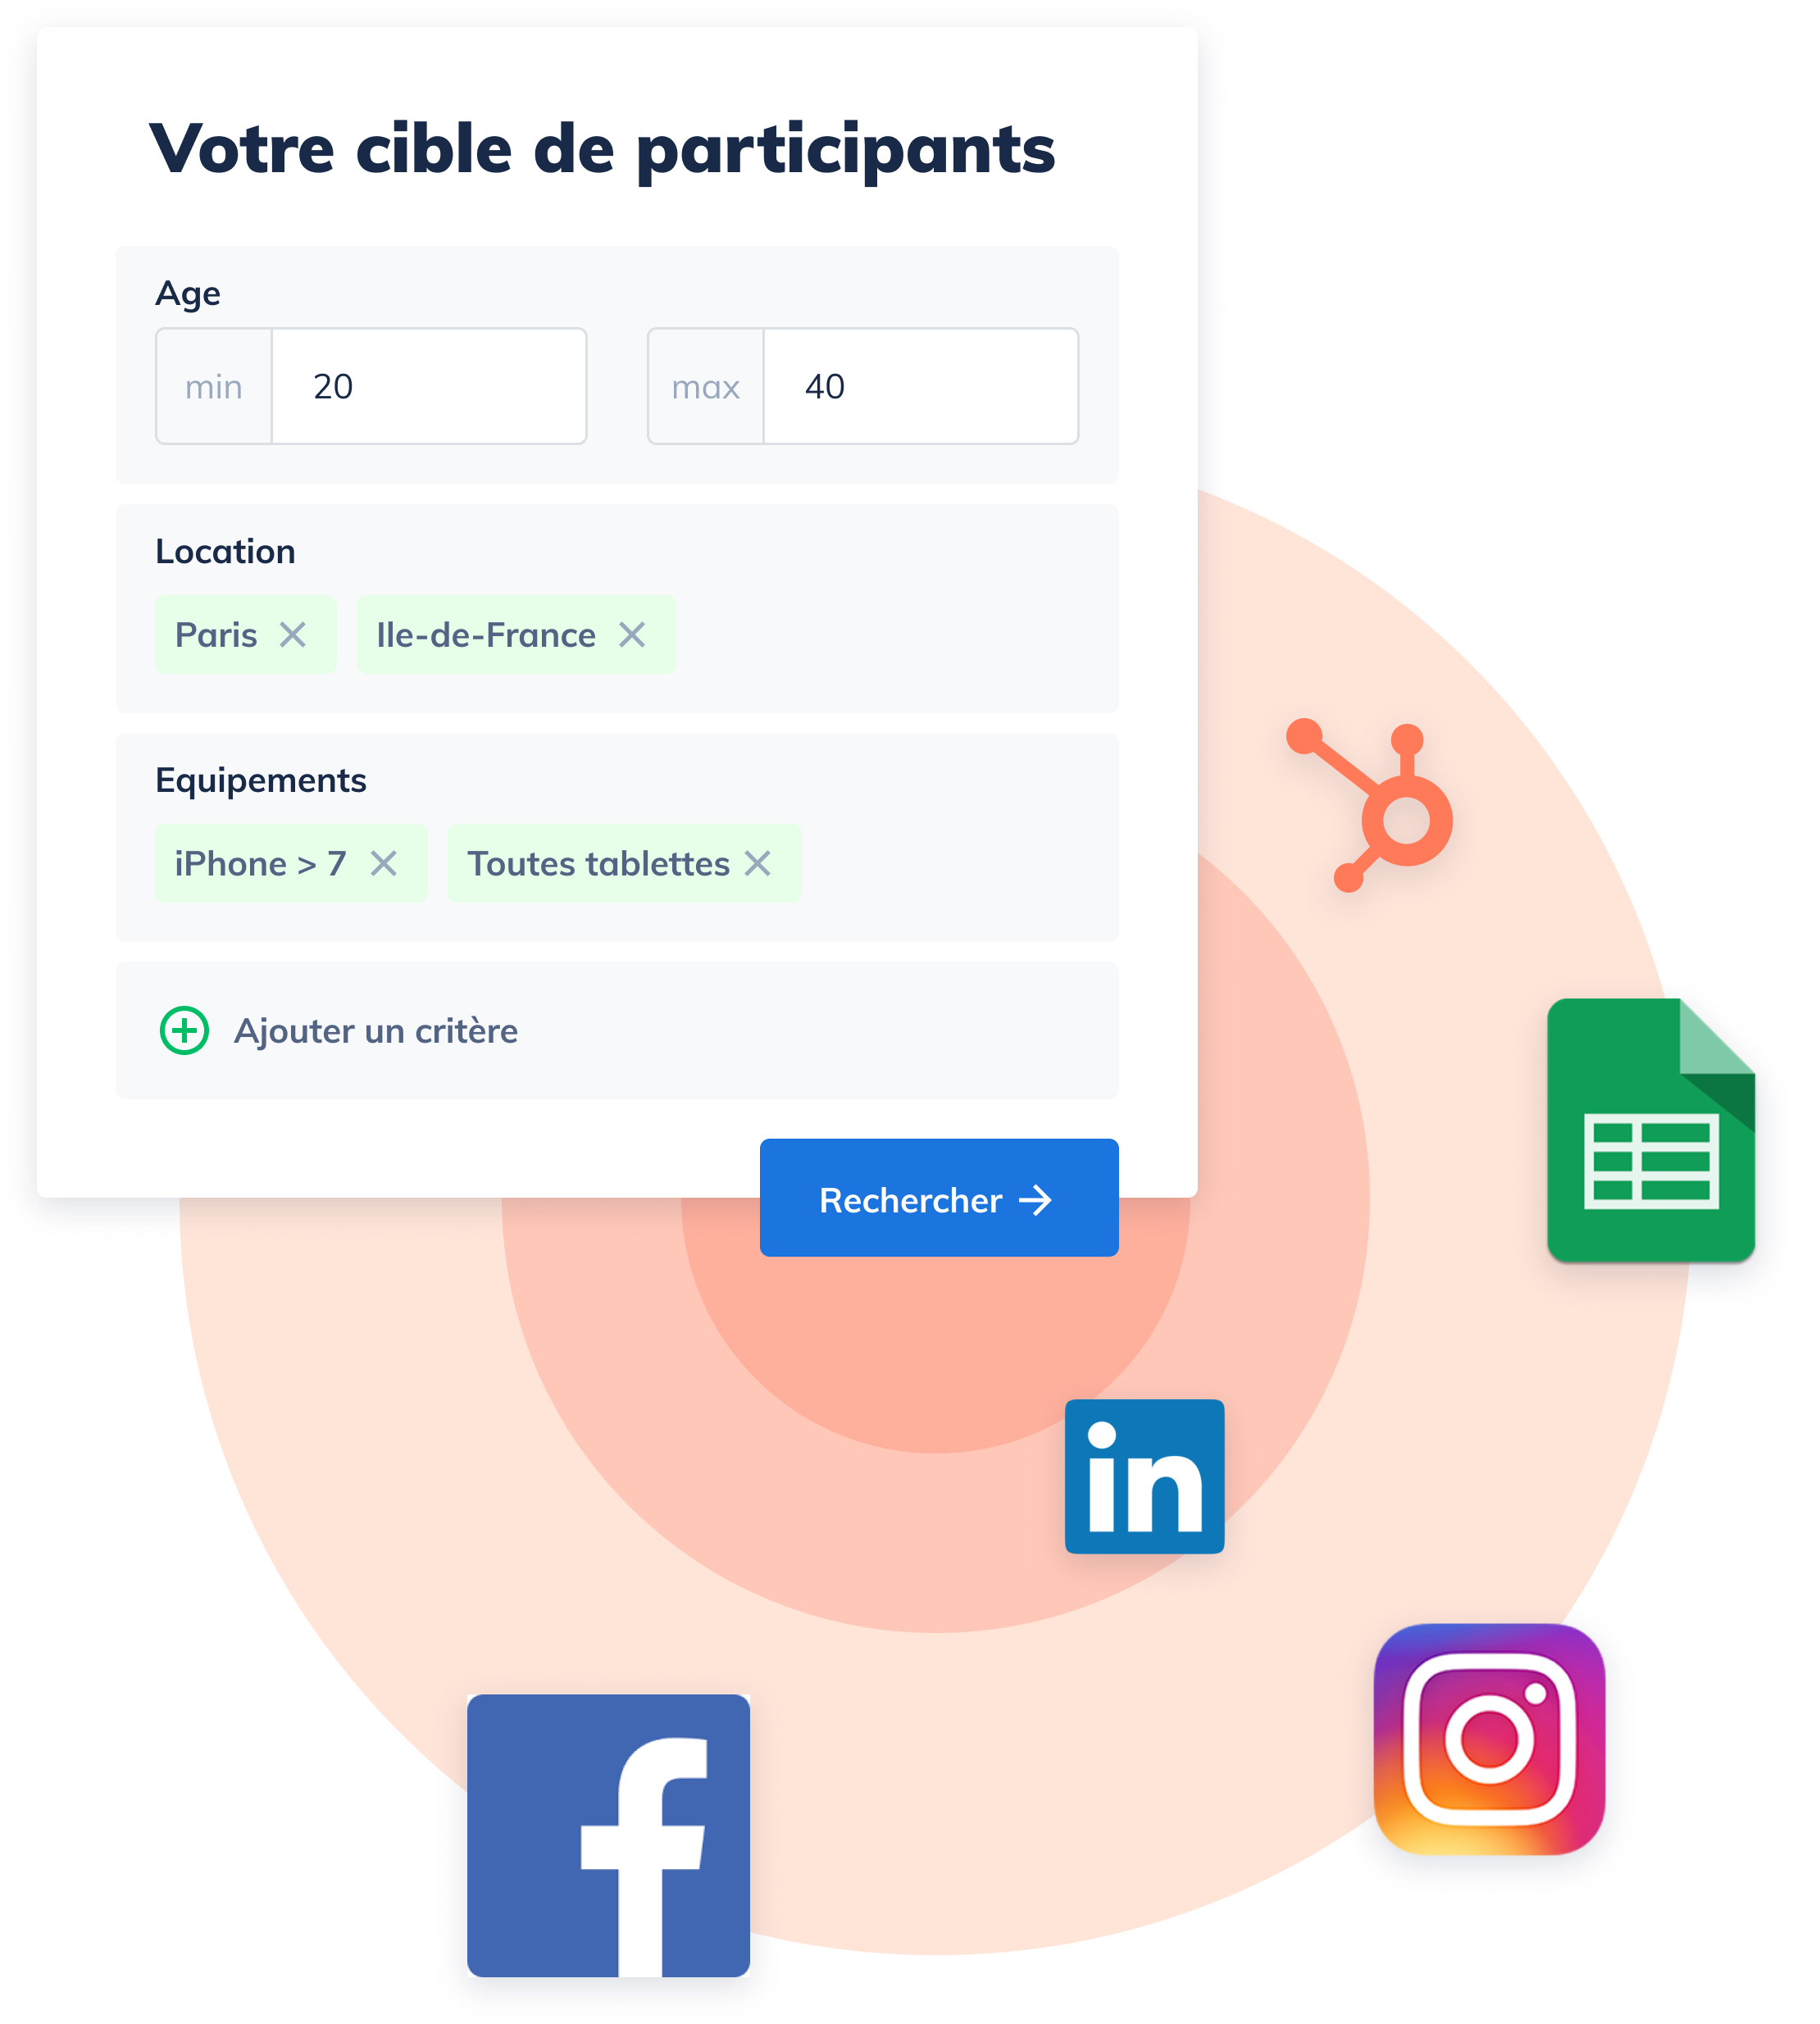 Votre cible de participants
Age
min 20 max 40
Location
Paris Ile-de-France
Equipements
iPhone > 7 Toutes tablettes
Ajouter un critère
Rechercher
in
f